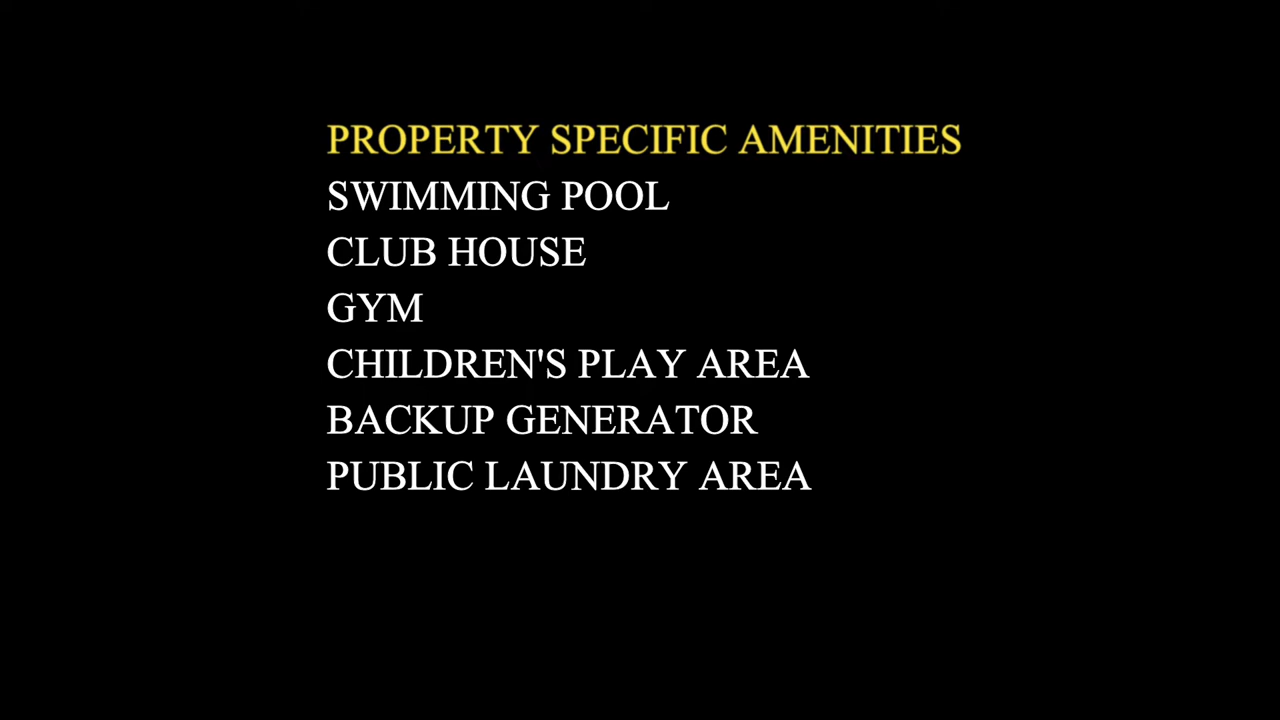 PROPERTY SPECIFIC AMENITIES
SWIMMING POOL
CLUB HOUSE
GYM
CHILDREN'S PLAY AREA
BACKUP GENERATOR
PUBLIC LAUNDRY AREA